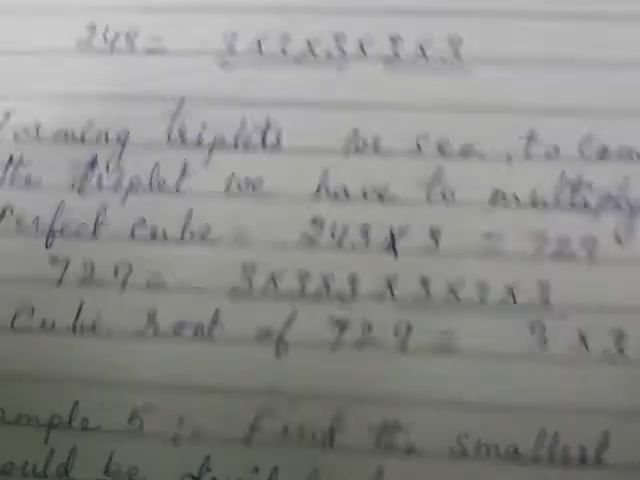 243 = 3 x 3 x 3 x 3 x 3
Forming triplets we see, to
the triplet we have to multiply
Perfect cube = 243 x 3 = 729
729 = 3 x 3 x 3 x 3 x 3 x 3
Cube root of 729 = 3 x 3
ample 5 :- Find the smallest
ould be